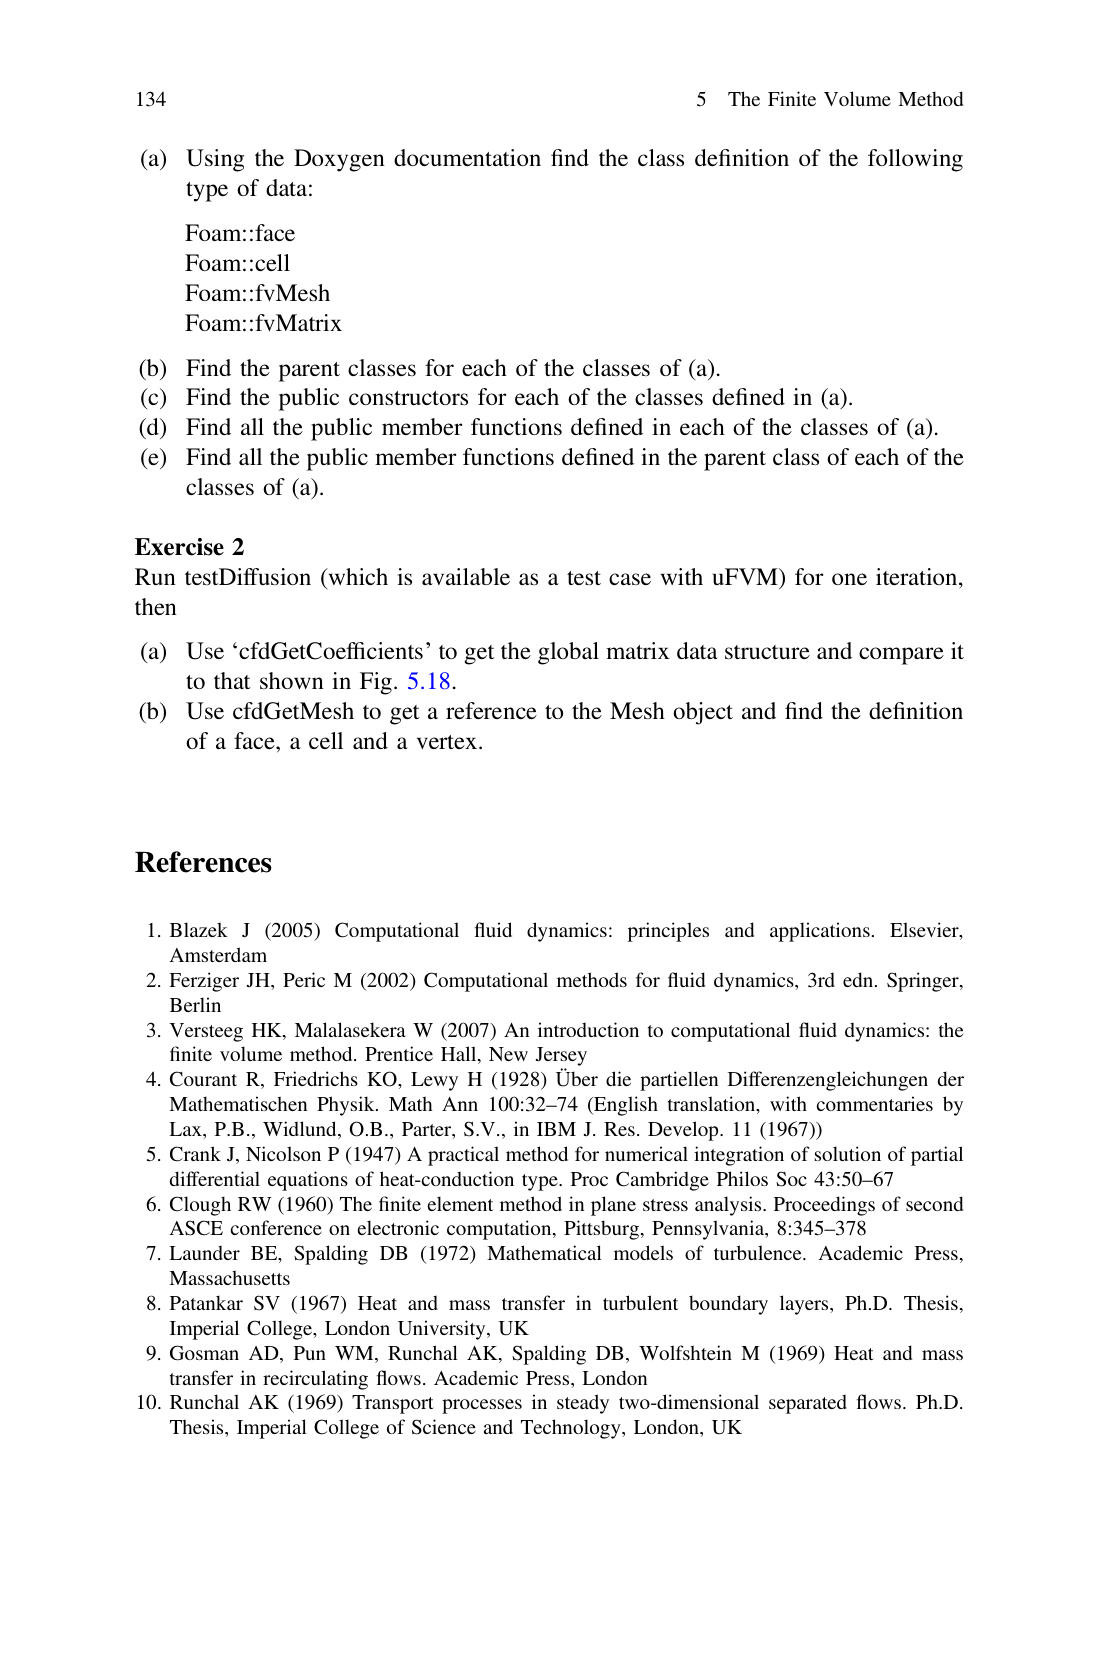 134 5 The Finite Volume Method
(a) Using the Doxygen documentation find the class definition of the following
type of data:
Foam::face
Foam::cell
Foam::fvMesh
Foam::fvMatrix
(b) Find the parent classes for each of the classes of (a).
(c) Find the public constructors for each of the classes defined in (a).
(d) Find all the public member functions defined in each of the classes of (a).
(e) Find all the public member functions defined in the parent class of each of the
classes of (a).
Exercise 2
Run testDiffusion (which is available as a test case with uFVM) for one iteration,
then
(a) Use ‘cfdGetCoefficients’ to get the global matrix data structure and compare it
to that shown in Fig. 5.18.
(b) Use cfdGetMesh to get a reference to the Mesh object and find the definition
of a face, a cell and a vertex.
References
1. Blazek J (2005) Computational fluid dynamics: principles and applications. Elsevier,
Amsterdam
2. Ferziger JH, Peric M (2002) Computational methods for fluid dynamics, 3rd edn. Springer,
Berlin
3. Versteeg HK, Malalasekera W (2007) An introduction to computational fluid dynamics: the
finite volume method. Prentice Hall, New Jersey
4. Courant R, Friedrichs KO, Lewy H (1928) Über die partiellen Differenzengleichungen der
Mathematischen Physik. Math Ann 100:32–74 (English translation, with commentaries by
Lax, P.B., Widlund, O.B., Parter, S.V., in IBM J. Res. Develop. 11 (1967))
5. Crank J, Nicolson P (1947) A practical method for numerical integration of solution of partial
differential equations of heat-conduction type. Proc Cambridge Philos Soc 43:50–67
6. Clough RW (1960) The finite element method in plane stress analysis. Proceedings of second
ASCE conference on electronic computation, Pittsburg, Pennsylvania, 8:345–378
7. Launder BE, Spalding DB (1972) Mathematical models of turbulence. Academic Press,
Massachusetts
8. Patankar SV (1967) Heat and mass transfer in turbulent boundary layers, Ph.D. Thesis,
Imperial College, London University, UK
9. Gosman AD, Pun WM, Runchal AK, Spalding DB, Wolfshtein M (1969) Heat and mass
transfer in recirculating flows. Academic Press, London
10. Runchal AK (1969) Transport processes in steady two-dimensional separated flows. Ph.D.
Thesis, Imperial College of Science and Technology, London, UK